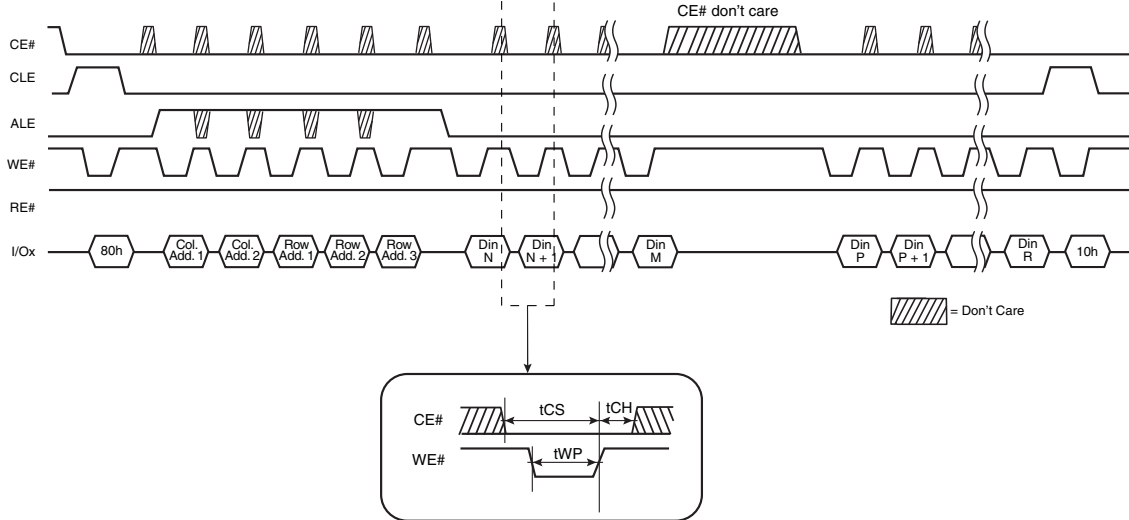 CE# don't care
CE#
CLE
ALE
WE#
RE#
I/Ox
80h
Col.
Add. 1
Col.
Add. 2
Row
Add. 1
Row
Add. 2
Row
Add. 3
Din
N
Din
N + 1
Din
M
Din
P
Din
P + 1
Din
R
10h
= Don't Care
CE#
tCS
tCH
WE#
tWP